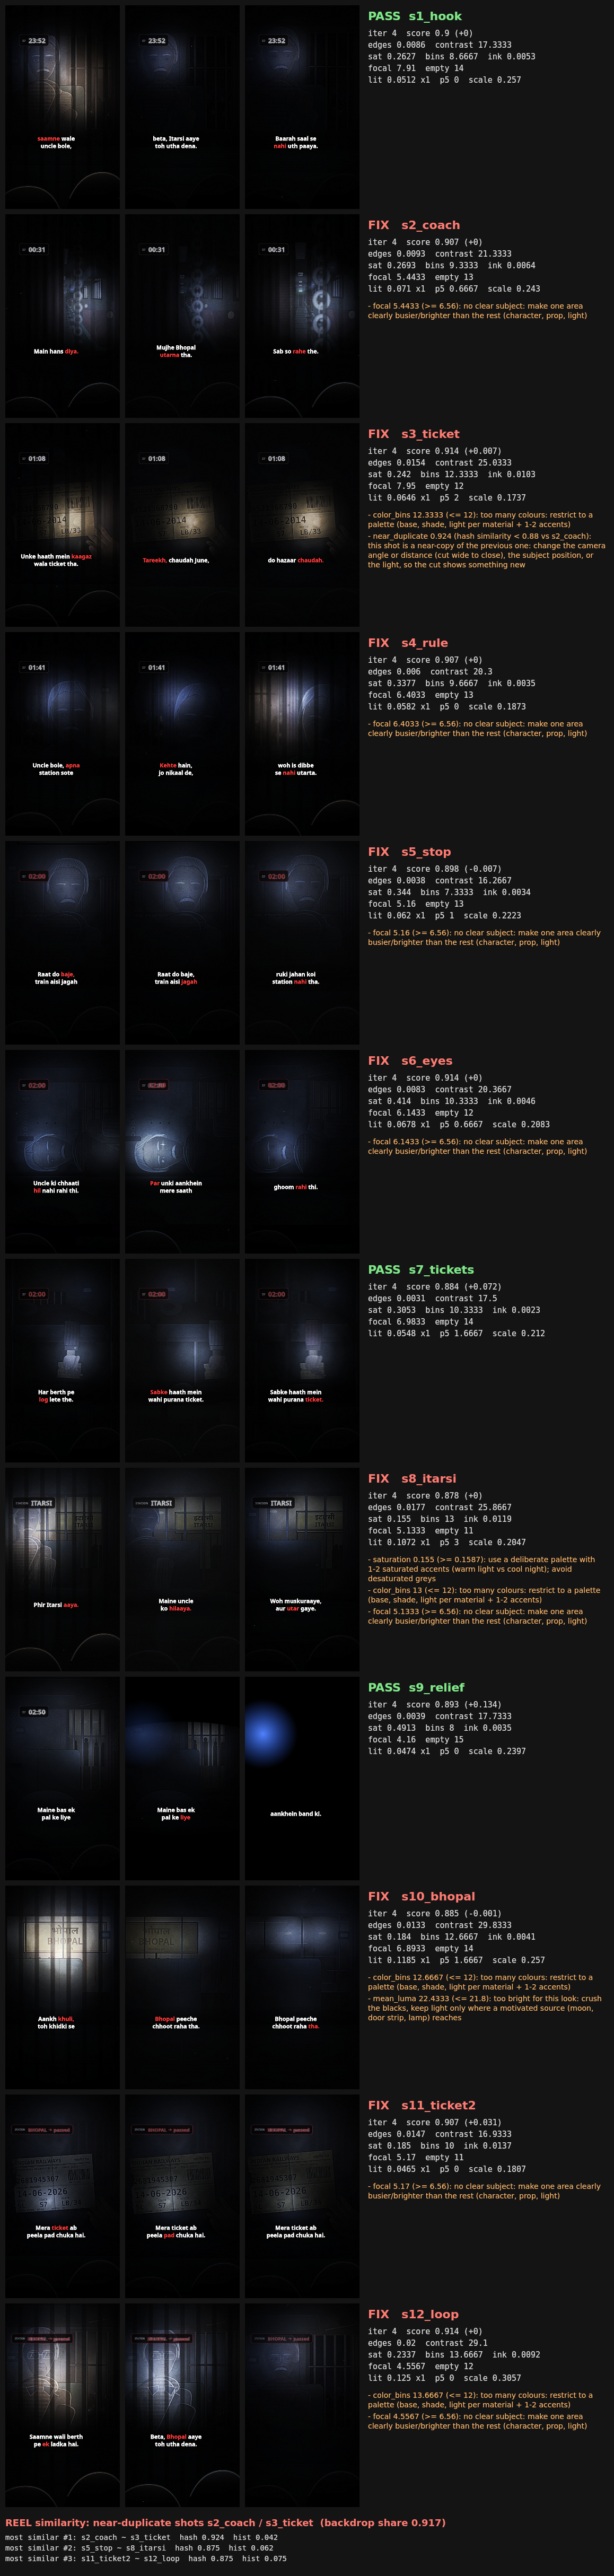 23:52
23:52
23:52
saamne wale
uncle bole,
beta, Itarsi aaye
toh utha dena.
Baarah saal se
nahi uth paaya.
PASS s1_hook
iter 4 score 0.9 (+0)
edges 0.0086 contrast 17.3333
sat 0.2627 bins 8.6667 ink 0.0053
focal 7.91 empty 14
lit 0.0512 x1 p5 0 scale 0.257
00:31
00:31
00:31
Main hans diya.
Mujhe Bhopal
utarna tha.
Sab so rahe the.
FIX s2_coach
iter 4 score 0.907 (+0)
edges 0.0093 contrast 21.3333
sat 0.2693 bins 9.3333 ink 0.0064
focal 5.4433 empty 13
lit 0.071 x1 p5 0.6667 scale 0.243
- focal 5.4433 (>= 6.56): no clear subject: make one area
clearly busier/brighter than the rest (character, prop, light)
01:08
01:08
01:08
Unke haath mein kaagaz
wala ticket tha.
Tareekh, chaudah June,
do hazaar chaudah.
FIX s3_ticket
iter 4 score 0.914 (+0.007)
edges 0.0154 contrast 25.0333
sat 0.242 bins 12.3333 ink 0.0103
focal 7.95 empty 12
lit 0.0646 x1 p5 2 scale 0.1737
- color_bins 12.3333 (<= 12): too many colours: restrict to a
palette (base, shade, light per material + 1-2 accents)
- near_duplicate 0.924 (hash similarity < 0.88 vs s2_coach):
this shot is a near-copy of the previous one: change the camera
angle or distance (cut wide to close), the subject position, or
the light, so the cut shows something new
01:41
01:41
01:41
Uncle bole, apna
station sote
Kehte hain,
jo nikaal de,
woh is dibbe
se nahi utarta.
FIX s4_rule
iter 4 score 0.907 (+0)
edges 0.006 contrast 20.3
sat 0.3377 bins 9.6667 ink 0.0035
focal 6.4033 empty 13
lit 0.0582 x1 p5 0 scale 0.1873
- focal 6.4033 (>= 6.56): no clear subject: make one area
clearly busier/brighter than the rest (character, prop, light)
02:00
02:00
02:00
Raat do baje,
train aisi jagah
Raat do baje,
train aisi jagah
ruki jahan koi
station nahi tha.
FIX s5_stop
iter 4 score 0.898 (-0.007)
edges 0.0038 contrast 16.2667
sat 0.344 bins 7.3333 ink 0.0034
focal 5.16 empty 13
lit 0.062 x1 p5 1 scale 0.2223
- focal 5.16 (>= 6.56): no clear subject: make one area clearly
busier/brighter than the rest (character, prop, light)
02:00
02:00
02:00
Uncle ki chhaati
hil nahi rahi thi.
Par unki aankhein
mere saath
ghoom rahi thi.
FIX s6_eyes
iter 4 score 0.914 (+0)
edges 0.0083 contrast 20.3667
sat 0.414 bins 10.3333 ink 0.0046
focal 6.1433 empty 12
lit 0.0678 x1 p5 0.6667 scale 0.2083
- focal 6.1433 (>= 6.56): no clear subject: make one area
clearly busier/brighter than the rest (character, prop, light)
02:00
02:00
02:00
Har berth pe
log lete the.
Sabke haath mein
wahi purana ticket.
Sabke haath mein
wahi purana ticket.
PASS s7_tickets
iter 4 score 0.884 (+0.072)
edges 0.0031 contrast 17.5
sat 0.3053 bins 10.3333 ink 0.0023
focal 6.9833 empty 14
lit 0.0548 x1 p5 1.6667 scale 0.212
ITARSI
ITARSI
ITARSI
Phir Itarsi aaya.
Maine uncle
ko hilaaya.
Woh muskuraaye,
aur utar gaye.
FIX s8_itarsi
iter 4 score 0.878 (+0)
edges 0.0177 contrast 25.8667
sat 0.155 bins 13 ink 0.0119
focal 5.1333 empty 11
lit 0.1072 x1 p5 3 scale 0.2047
- saturation 0.155 (>= 0.1587): use a deliberate palette with
1-2 saturated accents (warm light vs cool night); avoid
desaturated greys
- color_bins 13 (<= 12): too many colours: restrict to a palette
(base, shade, light per material + 1-2 accents)
- focal 5.1333 (>= 6.56): no clear subject: make one area
clearly busier/brighter than the rest (character, prop, light)
02:50
Maine bas ek
pal ke liye
Maine bas ek
pal ke liye
aankhein band ki.
PASS s9_relief
iter 4 score 0.893 (+0.134)
edges 0.0039 contrast 17.7333
sat 0.4913 bins 8 ink 0.0035
focal 4.16 empty 15
lit 0.0474 x1 p5 0 scale 0.2397
भोपाल
BHOPAL
भोपाल
BHOPAL
Aankh khuli,
toh khidki se
Bhopal peeche
chhoot raha tha.
Bhopal peeche
chhoot raha tha.
FIX s10_bhopal
iter 4 score 0.885 (-0.001)
edges 0.0133 contrast 29.8333
sat 0.184 bins 12.6667 ink 0.0041
focal 6.8933 empty 14
lit 0.1185 x1 p5 1.6667 scale 0.257
- color_bins 12.6667 (<= 12): too many colours: restrict to a
palette (base, shade, light per material + 1-2 accents)
- mean_luma 22.4333 (<= 21.8): too bright for this look: crush
the blacks, keep light only where a motivated source (moon,
door strip, lamp) reaches
BHOPAL → passed
BHOPAL → passed
BHOPAL → passed
Mera ticket ab
peela pad chuka hai.
Mera ticket ab
peela pad chuka hai.
Mera ticket ab
peela pad chuka hai.
FIX s11_ticket2
iter 4 score 0.907 (+0.031)
edges 0.0147 contrast 16.9333
sat 0.185 bins 10 ink 0.0137
focal 5.17 empty 11
lit 0.0465 x1 p5 0 scale 0.1807
- focal 5.17 (>= 6.56): no clear subject: make one area clearly
busier/brighter than the rest (character, prop, light)
BHOPAL → passed
BHOPAL → passed
BHOPAL → passed
Saamne wali berth
pe ek ladka hai.
Beta, Bhopal aaye
toh utha dena.
FIX s12_loop
iter 4 score 0.914 (+0)
edges 0.02 contrast 29.1
sat 0.2337 bins 13.6667 ink 0.0092
focal 4.5567 empty 12
lit 0.125 x1 p5 0 scale 0.3057
- color_bins 13.6667 (<= 12): too many colours: restrict to a
palette (base, shade, light per material + 1-2 accents)
- focal 4.5567 (>= 6.56): no clear subject: make one area
clearly busier/brighter than the rest (character, prop, light)
REEL similarity: near-duplicate shots s2_coach / s3_ticket (backdrop share 0.917)
most similar #1: s2_coach ~ s3_ticket hash 0.924 hist 0.042
most similar #2: s5_stop ~ s8_itarsi hash 0.875 hist 0.062
most similar #3: s11_ticket2 ~ s12_loop hash 0.875 hist 0.075